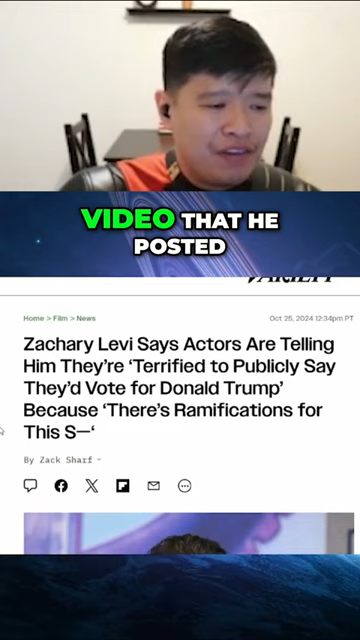 VIDEO THAT HE
POSTED
VARIETY
Home > Film > News
Oct 25, 2024 12:34pm PT
Zachary Levi Says Actors Are Telling
Him They're 'Terrified to Publicly Say
They'd Vote for Donald Trump'
Because 'There's Ramifications for
This S—'
By Zack Sharf